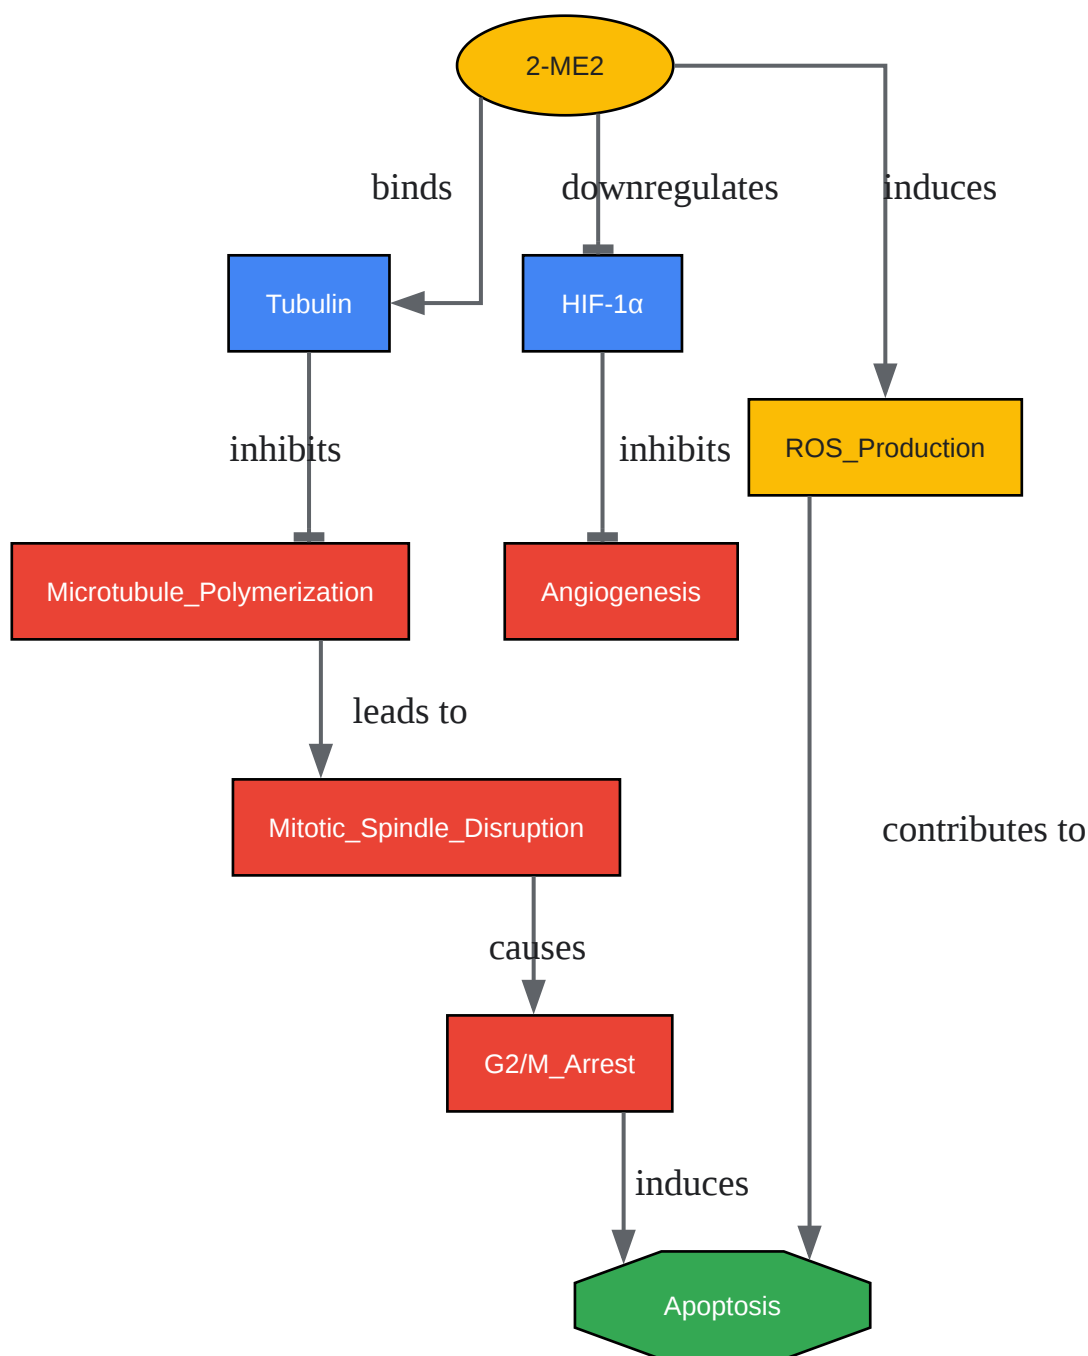 2-ME2
binds
downregulates
induces
Tubulin
HIF-1α
inhibits
inhibits
ROS_Production
Microtubule_Polymerization
Angiogenesis
leads to
Mitotic_Spindle_Disruption
contributes to
causes
G2/M_Arrest
induces
Apoptosis